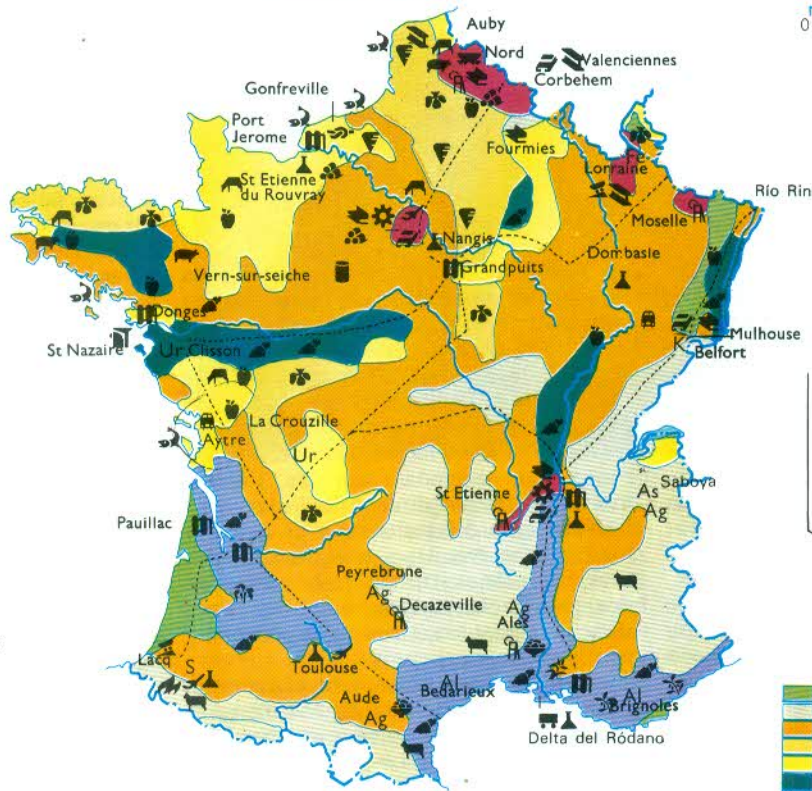 0
Auby
Nord
Valenciennes
Corbehem
Gonfreville
Port
Jerome
Fourmies
Fe
Lorraine
St Etienne
du Rouvray
Río Rin
Moselle
Nangis
Dombasle
Grandpuits
Vern-sur-seiche
Donges
St Nazaire
Ur Clisson
K
Mulhouse
Belfort
La Crouzille
Aytre
Ur
St Etienne
Saboya
As
Ag
Pauillac
Peyrebrune
Ag
Decazeville
Ag
Ales
Lacq
S
Toulouse
Al
Bedarieux
Al
Brignoles
Aude
Ag
Delta del Ródano